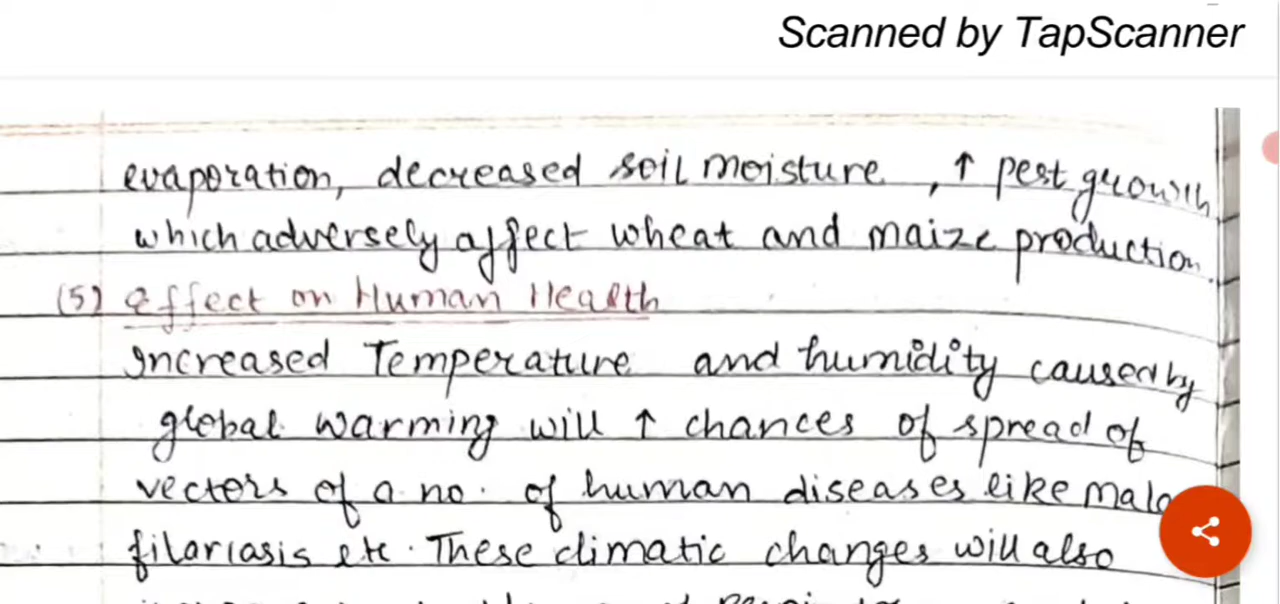 Scanned by TapScanner
evaporation, decreased soil moisture, ↑ pest growth
which adversely affect wheat and maize production.
(5) Effect on Human Health
Increased Temperature and humidity caused by
global warming will ↑ chances of spread of
vectors of a no. of human diseases like
filariasis etc. These climatic changes will also